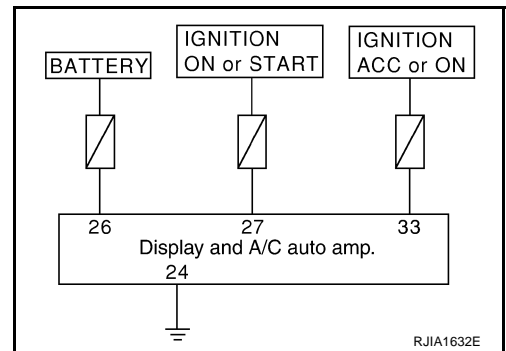 IGNITION
ON or START
IGNITION
ACC or ON
BATTERY
26
27
33
Display and A/C auto amp.
24
RJIA1632E